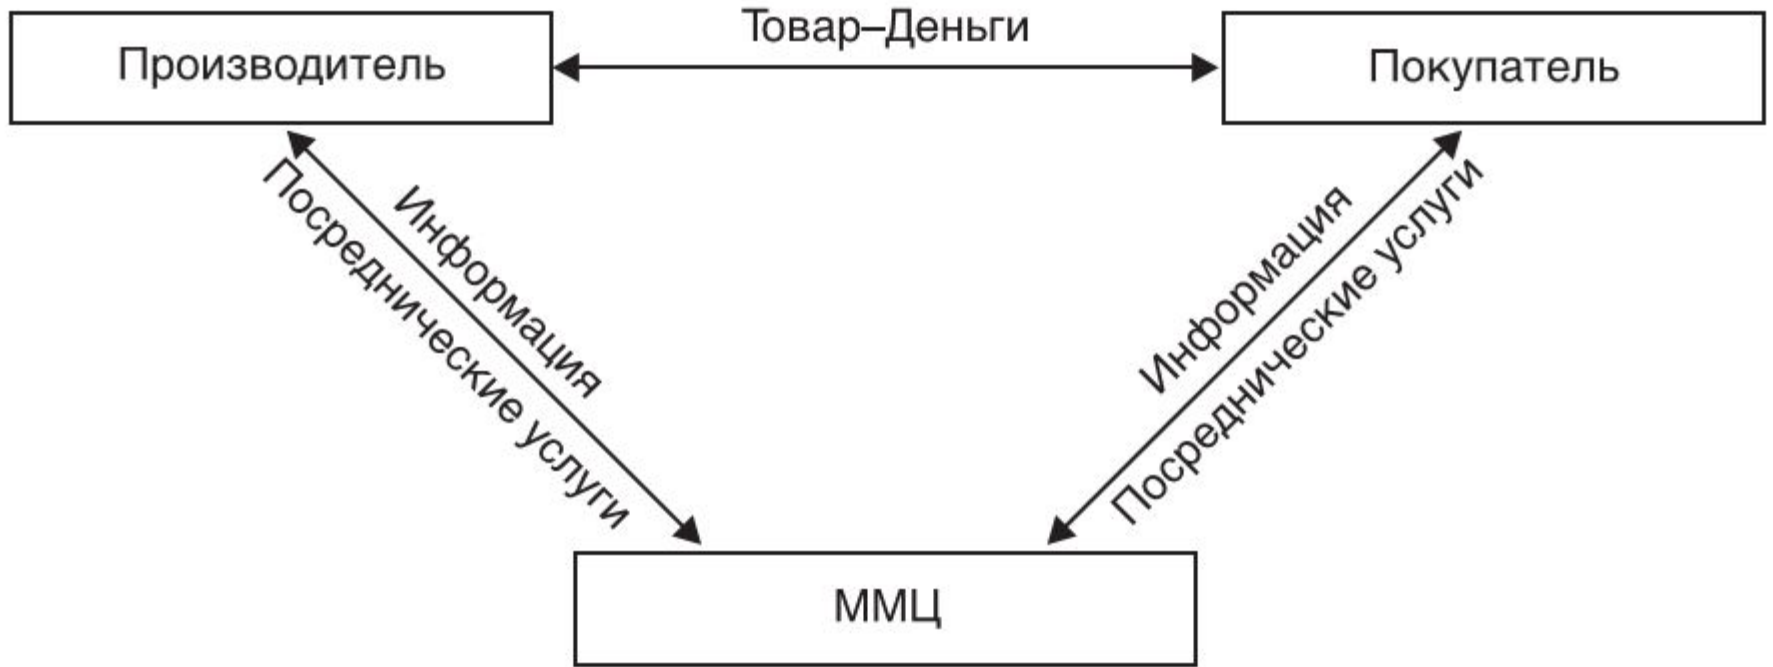 Товар–Деньги
Производитель
Покупатель
Информация
Посреднические услуги
Информация
Посреднические услуги
ММЦ